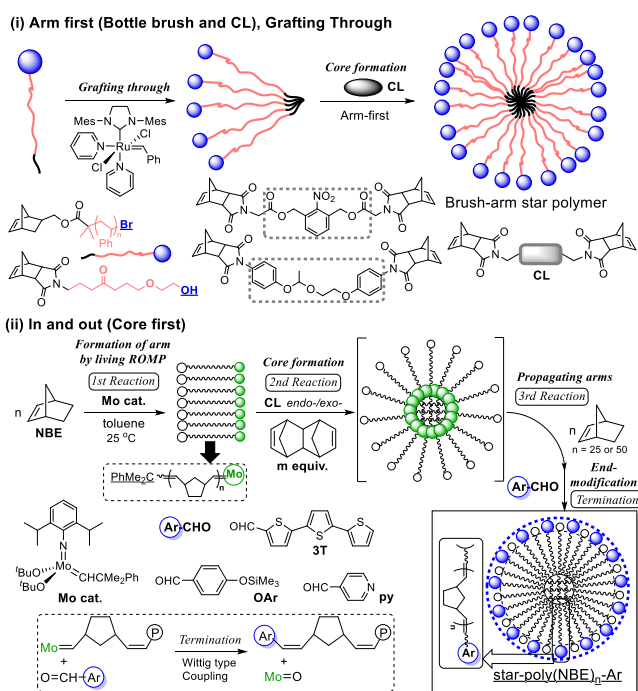 (i) Arm first (Bottle brush and CL), Grafting Through
Grafting through
Core formation
CL
Arm-first
Mes
N
N
Mes
Cl
N
Ru
Ph
Cl
N
Brush-arm star polymer
O
O
n
Br
Ph
O
N
O
O
O
OH
O
N
O
O
O
NO2
O
O
O
N
O
O
N
O
O
O
O
O
N
O
O
N
O
CL
O
N
O
(ii) In and out (Core first)
Formation of arm
by living ROMP
1st Reaction
Mo cat.
toluene
25 °C
n
NBE
Core formation
2nd Reaction
CL endo-/exo-
m equiv.
Propagating arms
3rd Reaction
n
n = 25 or 50
End-
modification
Termination
Ar-CHO
PhMe2C
n
Mo
N
Mo
tBuO
tBuO
CHCMe2Ph
Mo cat.
Ar-CHO
OHC
S
S
S
3T
OHC
OSiMe3
OAr
OHC
N
py
Mo
P
+
O=CH-Ar
Termination
Wittig type
Coupling
Ar
P
+
Mo=O
n
Ar
star-poly(NBE)n-Ar